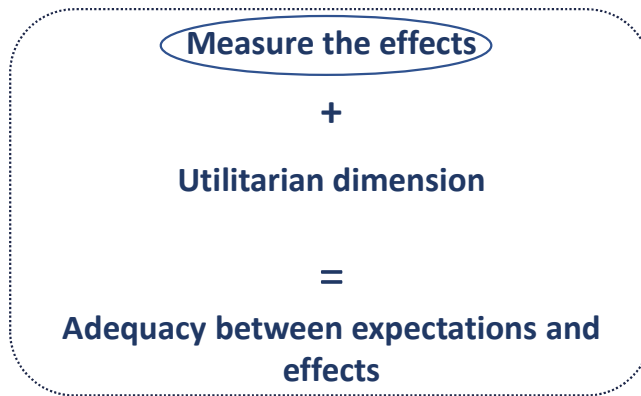 Measure the effects
+
Utilitarian dimension
=
Adequacy between expectations and
effects